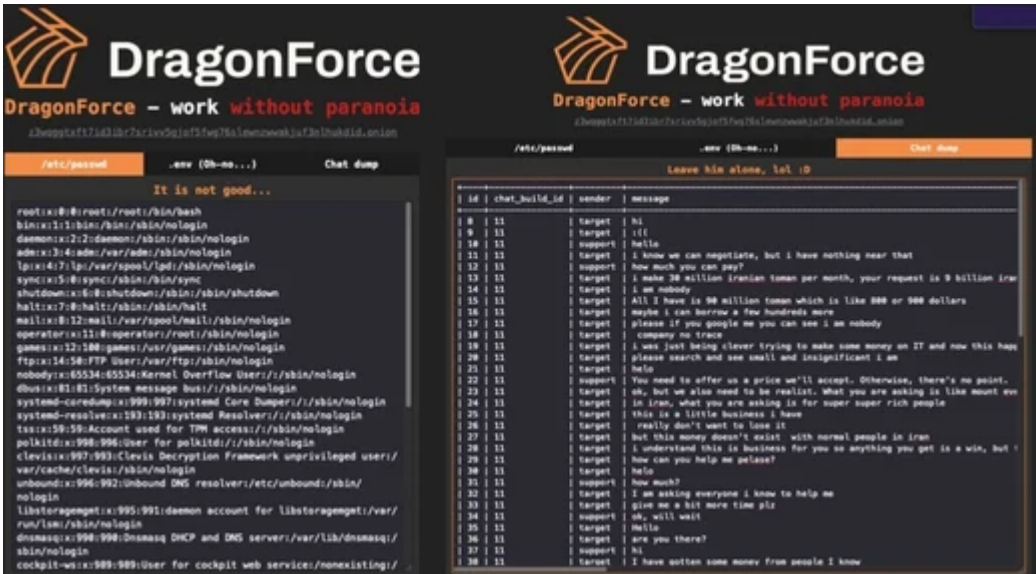 DragonForce
DragonForce – work without paranoia
/etc/passwd
.env (Oh-no...)
Chat dump
It is not good...
root:x:0:0:root:/root:/bin/bash
bin:x:1:1:bin:/bin:/sbin/nologin
daemon:x:2:2:daemon:/sbin:/sbin/nologin
adm:x:3:4:adm:/var/adm:/sbin/nologin
lp:x:4:7:lp:/var/spool/lpd:/sbin/nologin
sync:x:5:0:sync:/sbin:/bin/sync
shutdown:x:6:0:shutdown:/sbin:/sbin/shutdown
halt:x:7:0:halt:/sbin:/sbin/halt
mail:x:8:12:mail:/var/spool/mail:/sbin/nologin
operator:x:11:0:operator:/root:/sbin/nologin
games:x:12:100:games:/usr/games:/sbin/nologin
ftp:x:14:50:FTP User:/var/ftp:/sbin/nologin
nobody:x:65534:65534:Kernel Overflow User:/:/sbin/nologin
dbus:x:81:81:System message bus:/:/sbin/nologin
systemd-coredump:x:999:997:systemd Core Dumper:/:/sbin/nologin
systemd-resolve:x:193:193:systemd Resolver:/:/sbin/nologin
tss:x:59:59:Account used for TPM access:/:/sbin/nologin
polkitd:x:998:996:User for polkitd:/:/sbin/nologin
clevis:x:997:993:Clevis Decryption Framework unprivileged user:/
var/cache/clevis:/sbin/nologin
unbound:x:996:992:Unbound DNS resolver:/etc/unbound:/sbin/
nologin
libstoragemgmt:x:995:991:daemon account for libstoragemgmt:/var/
run/lsm:/sbin/nologin
dnsmasq:x:990:990:Dnsmasq DHCP and DNS server:/var/lib/dnsmasq:/
sbin/nologin
cockpit-ws:x:989:989:User for cockpit web service:/nonexisting:/
DragonForce
DragonForce – work without paranoia
/etc/passwd
.env (Oh-no...)
Chat dump
Leave him alone, lol :D
| id | chat_build_id | sender | message
| 8 | 11 | target | hi
| 9 | 11 | target | :((
| 10 | 11 | support | hello
| 11 | 11 | target | i know we can negotiate, but i have nothing near that
| 12 | 11 | support | how much you can pay?
| 13 | 11 | target | i make 30 million iranian toman per month, your request is 9 billion iran
| 14 | 11 | target | i am nobody
| 15 | 11 | target | All I have is 90 million toman which is like 800 or 900 dollars
| 16 | 11 | target | maybe i can borrow a few hundreds more
| 17 | 11 | target | please if you google me you can see i am nobody
| 18 | 11 | target | company no trace
| 19 | 11 | target | i was just being clever trying to make some money on IT and now this happ
| 20 | 11 | target | please search and see small and insignificant i am
| 21 | 11 | target | helo
| 22 | 11 | support | You need to offer us a price we'll accept. Otherwise, there's no point.
| 23 | 11 | target | ok, but we also need to be realist. What you are asking is like mount eve
| 24 | 11 | target | in iran, what you are asking is for super super rich people
| 25 | 11 | target | this is a little business i have
| 26 | 11 | target | really don't want to lose it
| 27 | 11 | target | but this money doesn't exist with normal people in iran
| 28 | 11 | target | i understand this is business for you so anything you get is a win, but
| 29 | 11 | target | how can you help me pelase?
| 30 | 11 | target | helo
| 31 | 11 | support | how much?
| 32 | 11 | target | I am asking everyone i know to help me
| 33 | 11 | target | give me a bit more time plz
| 34 | 11 | support | ok, will wait
| 35 | 11 | target | Hello
| 36 | 11 | target | are you there?
| 37 | 11 | support | hi
| 38 | 11 | target | I have gotten some money from people I know